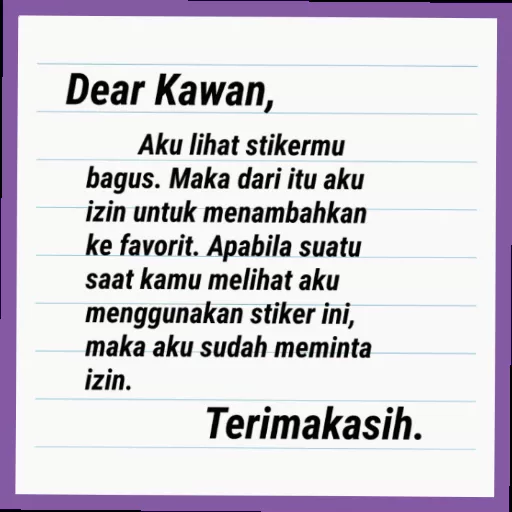 Dear Kawan,
Aku lihat stikermu
bagus. Maka dari itu aku
izin untuk menambahkan
ke favorit. Apabila suatu
saat kamu melihat aku
menggunakan stiker ini,
maka aku sudah meminta
izin.
Terimakasih.